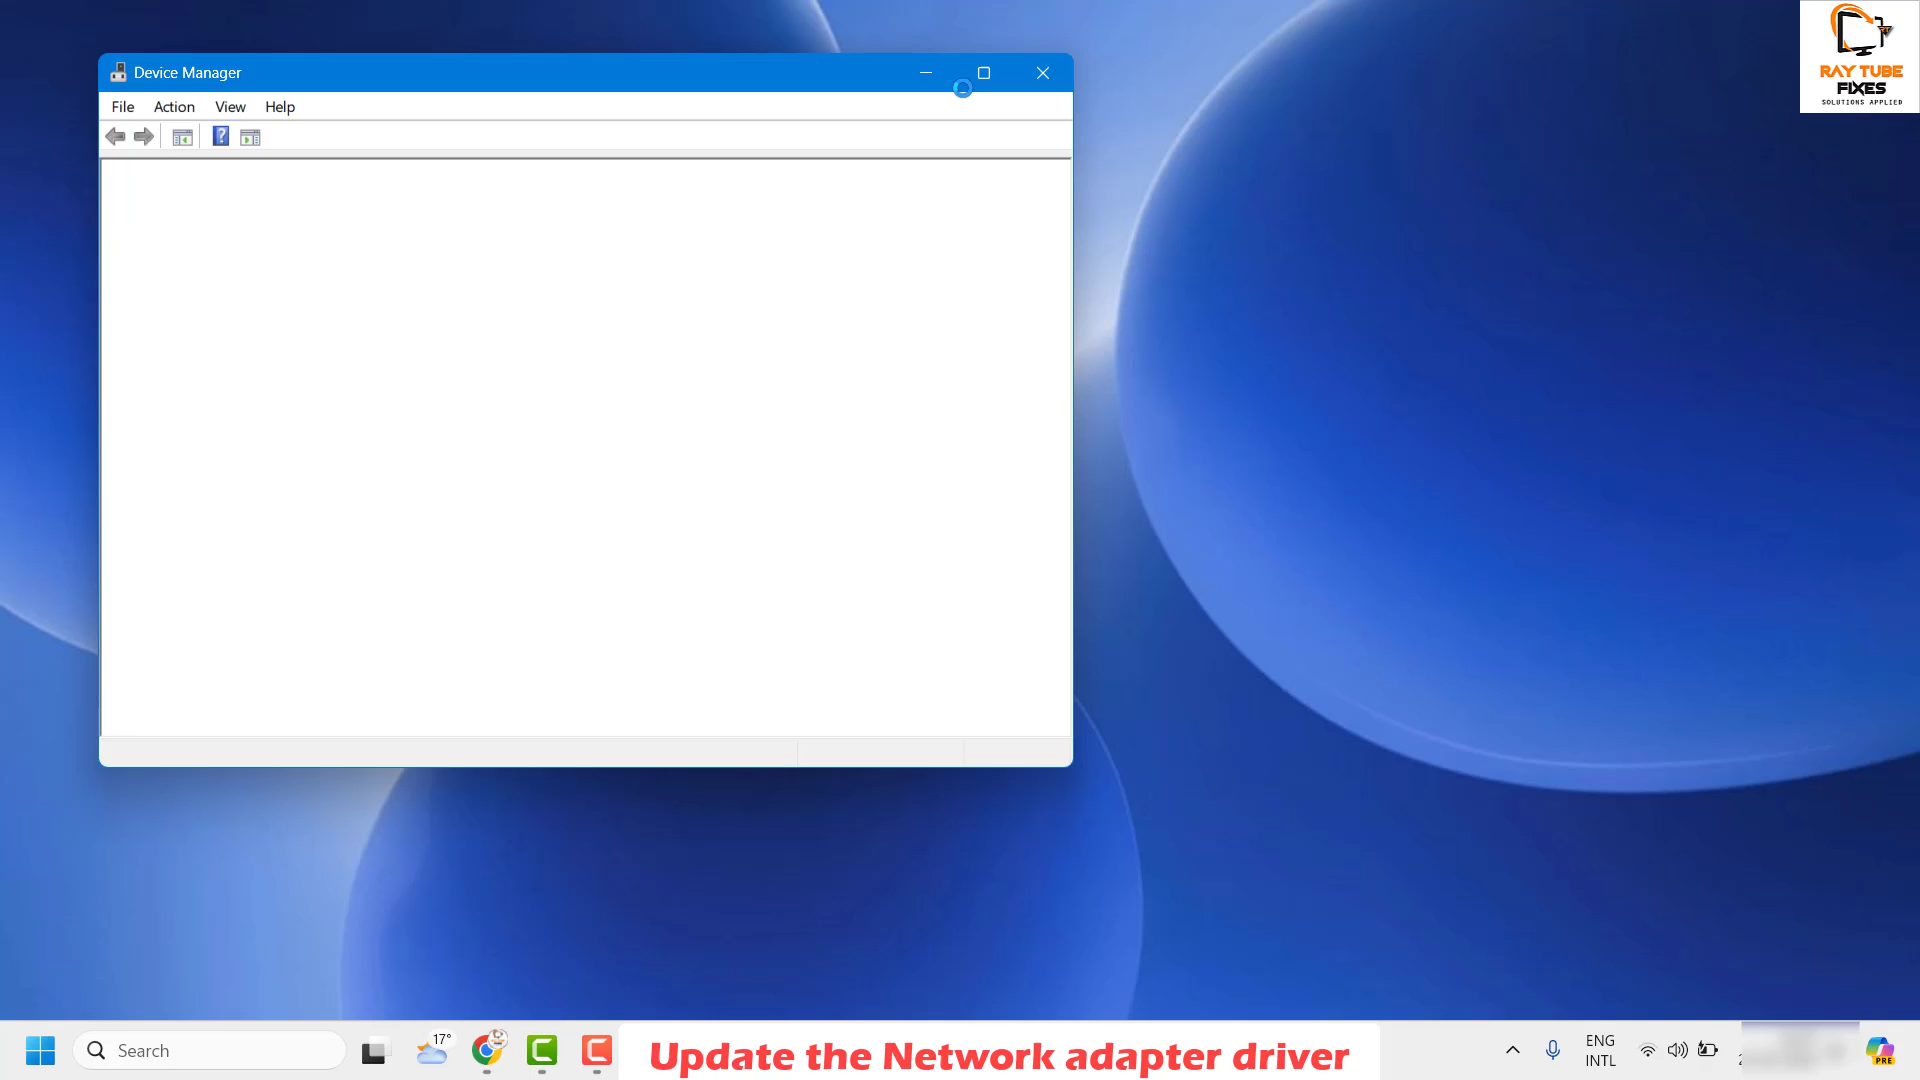 Device Manager
File Action View Help
RAY TUBE
FIXES
SOLUTIONS APPLIED
Search
17°
Update the Network adapter driver
ENG
INTL
PRE